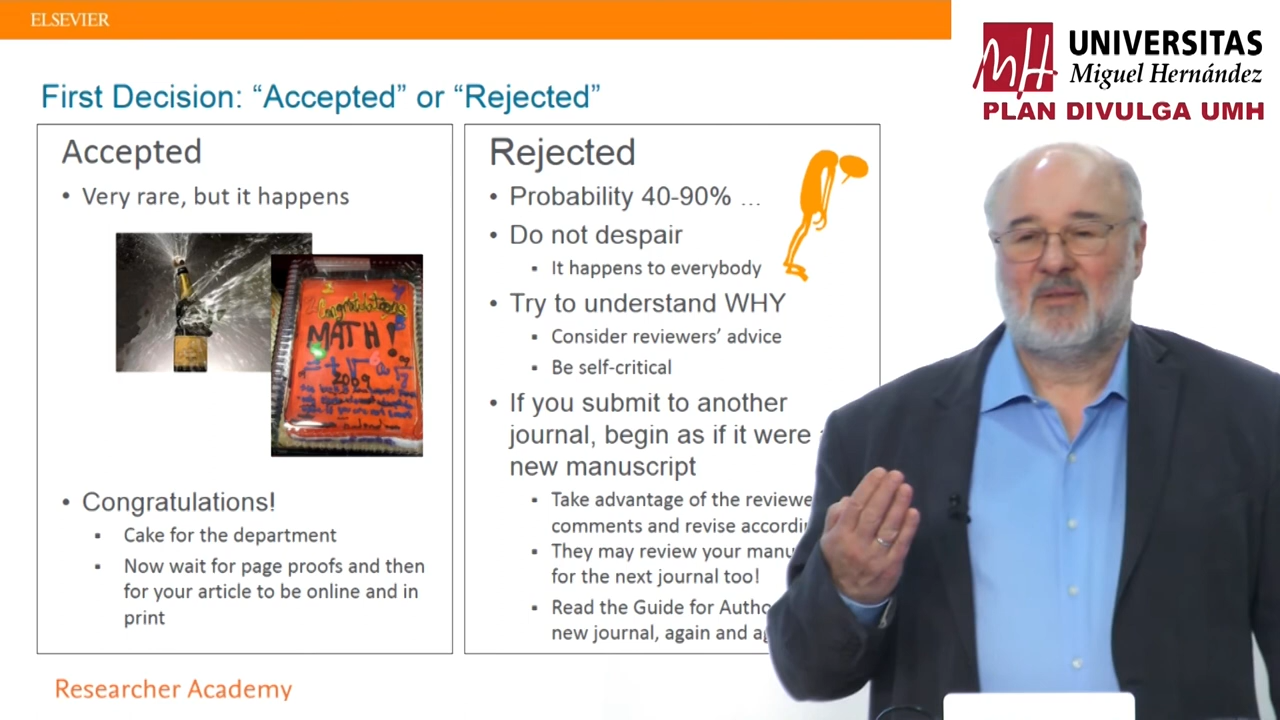 ELSEVIER
UNIVERSITAS
Miguel Hernández
PLAN DIVULGA UMH
First Decision: “Accepted” or “Rejected”
Accepted
• Very rare, but it happens
Congratulations
MATH!
2009
• Congratulations!
▪ Cake for the department
▪ Now wait for page proofs and then
for your article to be online and in
print
Rejected
• Probability 40-90% ...
• Do not despair
▪ It happens to everybody
• Try to understand WHY
▪ Consider reviewers’ advice
▪ Be self-critical
• If you submit to another
journal, begin as if it were
new manuscript
▪ Take advantage of the
comments and revise
▪ They may review your
for the next journal too!
▪ Read the Guide for
new journal, again and
Researcher Academy